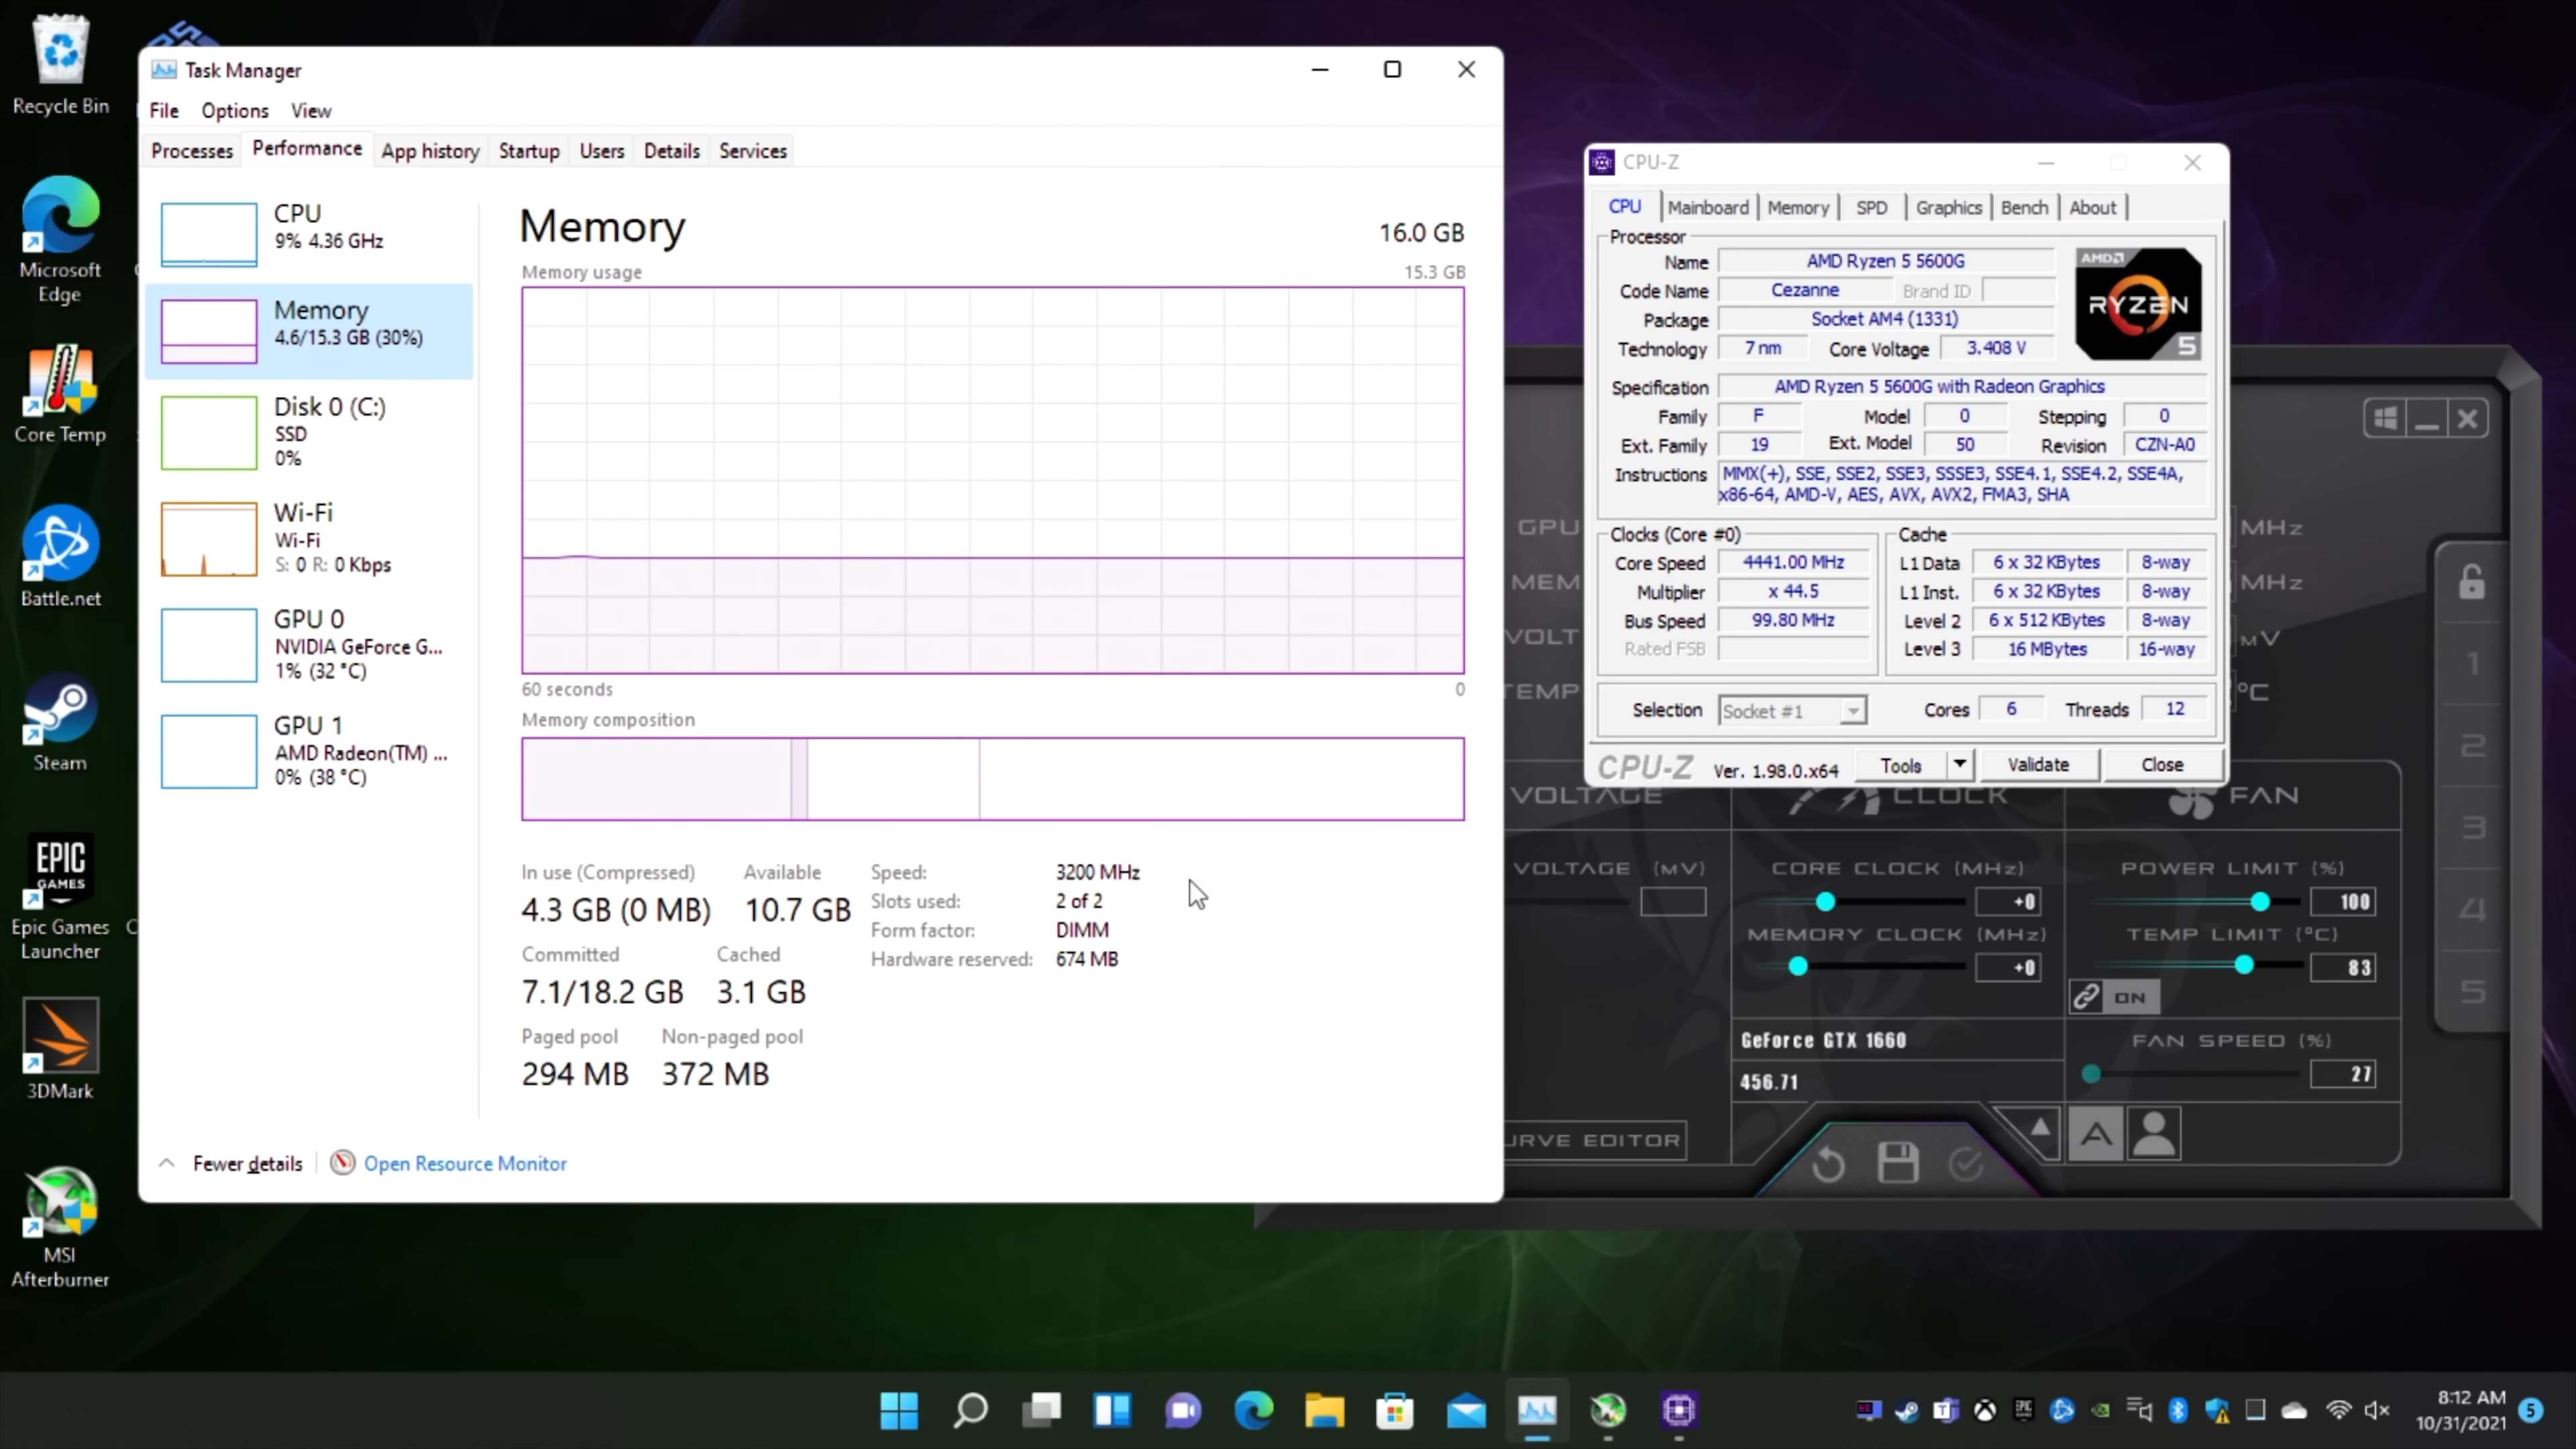 Recycle Bin
Microsoft
Edge
Core Temp
Battle.net
Steam
EPIC
GAMES
Epic Games
Launcher
3DMark
MSI
Afterburner
Task Manager
File Options View
Processes Performance App history Startup Users Details Services
CPU
9% 4.36 GHz
Memory
4.6/15.3 GB (30%)
Disk 0 (C:)
SSD
0%
Wi-Fi
Wi-Fi
S: 0 R: 0 Kbps
GPU 0
NVIDIA GeForce G...
1% (32 °C)
GPU 1
AMD Radeon(TM) ...
0% (38 °C)
Memory 16.0 GB
Memory usage 15.3 GB
60 seconds 0
Memory composition
In use (Compressed) Available
4.3 GB (0 MB) 10.7 GB
Committed Cached
7.1/18.2 GB 3.1 GB
Paged pool Non-paged pool
294 MB 372 MB
Speed: 3200 MHz
Slots used: 2 of 2
Form factor: DIMM
Hardware reserved: 674 MB
Fewer details Open Resource Monitor
CPU-Z
CPU Mainboard Memory SPD Graphics Bench About
Processor
Name AMD Ryzen 5 5600G
Code Name Cezanne Brand ID
Package Socket AM4 (1331)
Technology 7 nm Core Voltage 3.408 V
AMD
RYZEN
5
Specification AMD Ryzen 5 5600G with Radeon Graphics
Family F Model 0 Stepping 0
Ext. Family 19 Ext. Model 50 Revision CZN-A0
Instructions MMX(+), SSE, SSE2, SSE3, SSSE3, SSE4.1, SSE4.2, SSE4A,
x86-64, AMD-V, AES, AVX, AVX2, FMA3, SHA
Clocks (Core #0)
Core Speed 4441.00 MHz
Multiplier x 44.5
Bus Speed 99.80 MHz
Rated FSB
Cache
L1 Data 6 x 32 KBytes 8-way
L1 Inst. 6 x 32 KBytes 8-way
Level 2 6 x 512 KBytes 8-way
Level 3 16 MBytes 16-way
Selection Socket #1 Cores 6 Threads 12
CPU-Z Ver. 1.98.0.x64 Tools Validate Close
GPU MHz
MEM MHz
VOLT mV
TEMP °C
1
2
3
4
5
VOLTAGE CLOCK FAN
VOLTAGE (MV)
CORE CLOCK (MHz)
+0
MEMORY CLOCK (MHz)
+0
POWER LIMIT (%)
100
TEMP LIMIT (°C)
83
ON
GeForce GTX 1660
456.71
FAN SPEED (%)
27
URVE EDITOR
A
8:12 AM
10/31/2021
5